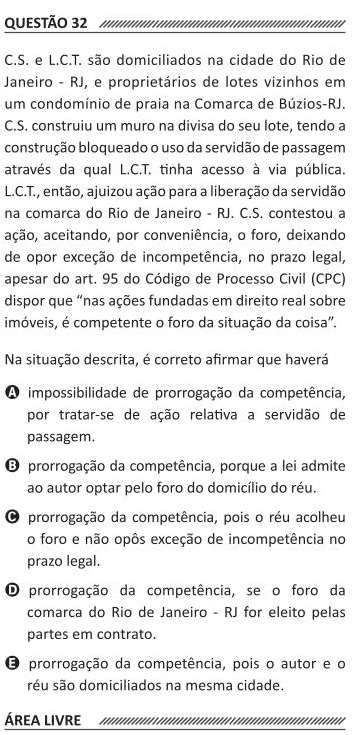 QUESTÃO 32
C.S. e L.C.T. são domiciliados na cidade do Rio de
Janeiro - RJ, e proprietários de lotes vizinhos em
um condomínio de praia na Comarca de Búzios-RJ.
C.S. construiu um muro na divisa do seu lote, tendo a
construção bloqueado o uso da servidão de passagem
através da qual L.C.T. tinha acesso à via pública.
L.C.T., então, ajuizou ação para a liberação da servidão
na comarca do Rio de Janeiro - RJ. C.S. contestou a
ação, aceitando, por conveniência, o foro, deixando
de opor exceção de incompetência, no prazo legal,
apesar do art. 95 do Código de Processo Civil (CPC)
dispor que “nas ações fundadas em direito real sobre
imóveis, é competente o foro da situação da coisa”.
Na situação descrita, é correto afirmar que haverá
A impossibilidade de prorrogação da competência,
por tratar-se de ação relativa a servidão de
passagem.
B prorrogação da competência, porque a lei admite
ao autor optar pelo foro do domicílio do réu.
C prorrogação da competência, pois o réu acolheu
o foro e não opôs exceção de incompetência no
prazo legal.
D prorrogação da competência, se o foro da
comarca do Rio de Janeiro - RJ for eleito pelas
partes em contrato.
E prorrogação da competência, pois o autor e o
réu são domiciliados na mesma cidade.
ÁREA LIVRE